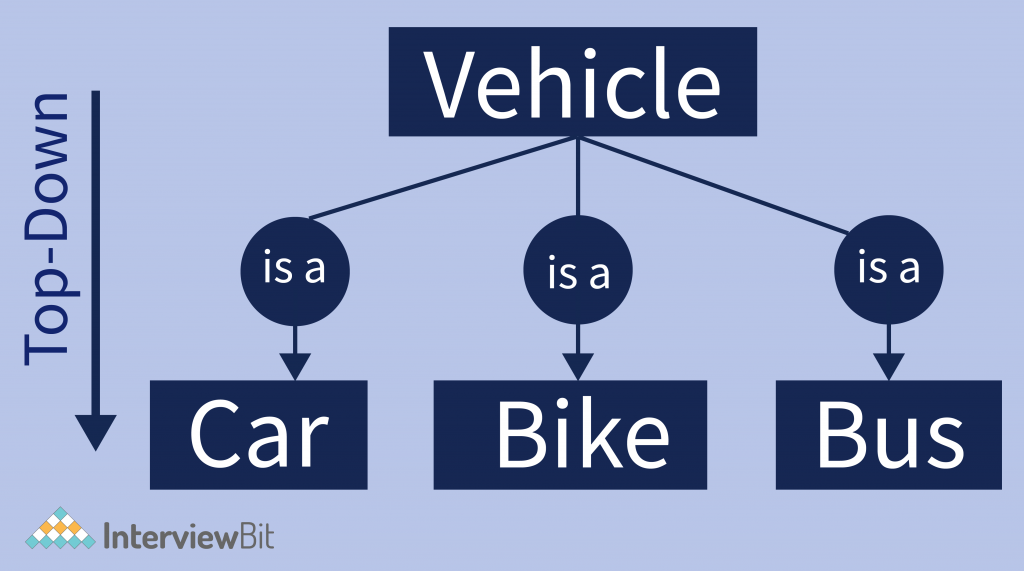 Vehicle
Top-Down
is a
is a
is a
Car
Bike
Bus
InterviewBit